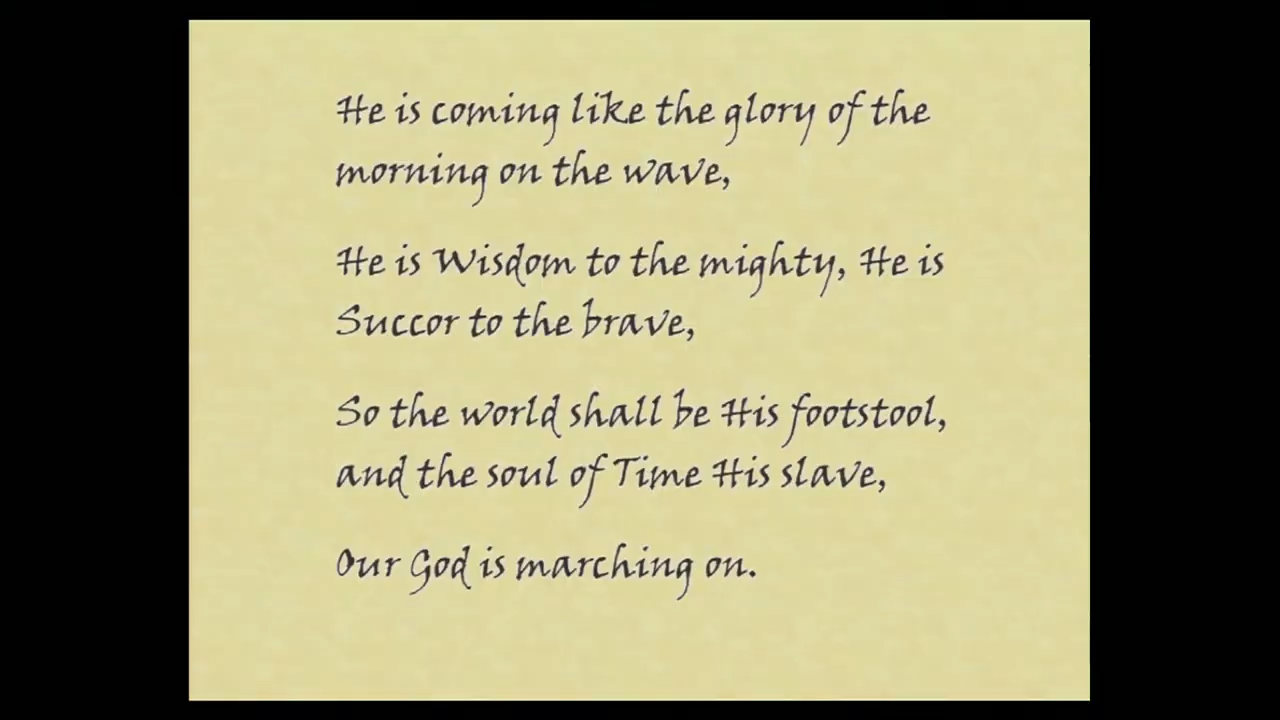 He is coming like the glory of the
morning on the wave,
He is Wisdom to the mighty, He is
Succor to the brave,
So the world shall be His footstool,
and the soul of Time His slave,
Our God is marching on.